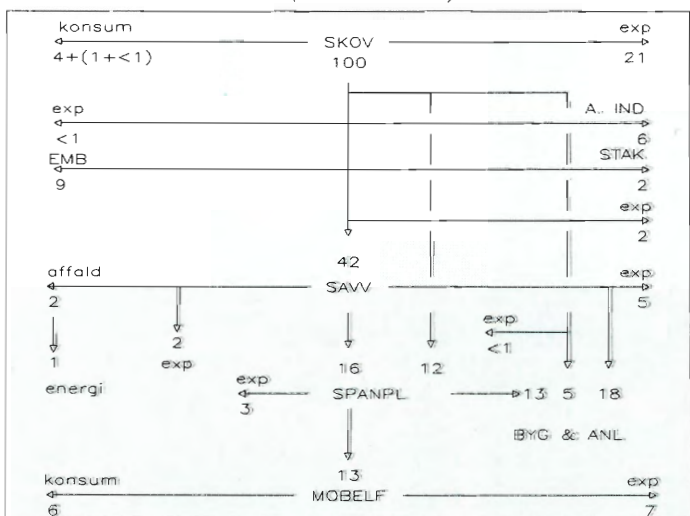 konsum exp
4+(1+<1) SKOV 21
100
exp A.. IND
<1 6
EMB STAK
9 2
exp
2
42
affald SAVV exp
2 5
exp
2 <1
1 exp 16 12
energi exp SPANPL 13 5 18
3
BYG & ANL.
13
konsum MOBELF exp
6 7